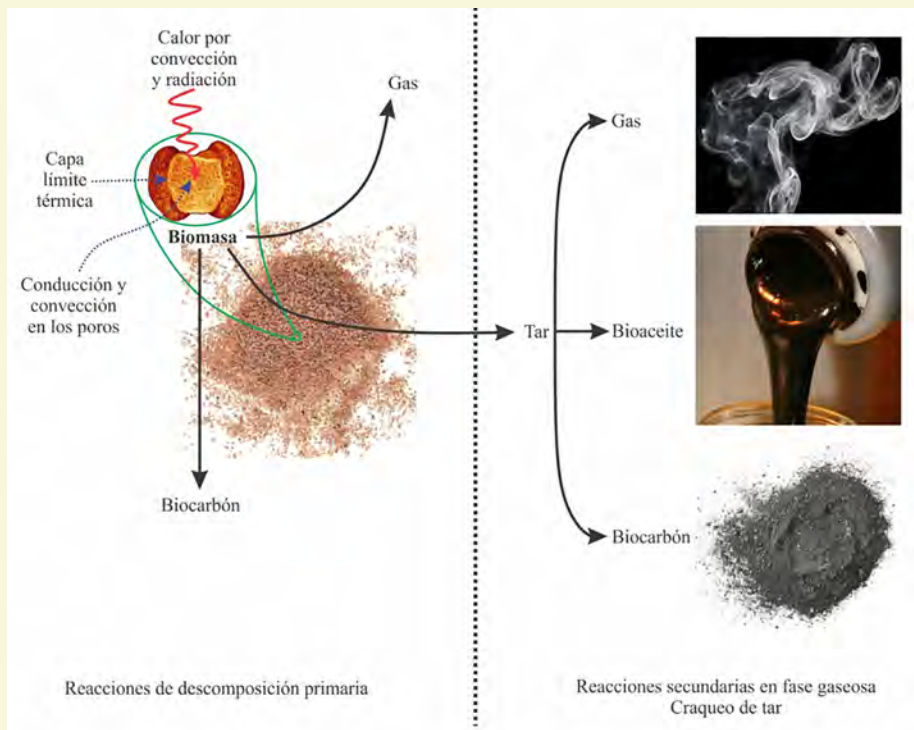 Calor por
convección
y radiación
Gas
Capa
límite
térmica
Biomasa
Conducción y
convección
en los poros
Biocarbón
Tar
Gas
Bioaceite
Biocarbón
Reacciones de descomposición primaria
Reacciones secundarias en fase gaseosa
Craqueo de tar